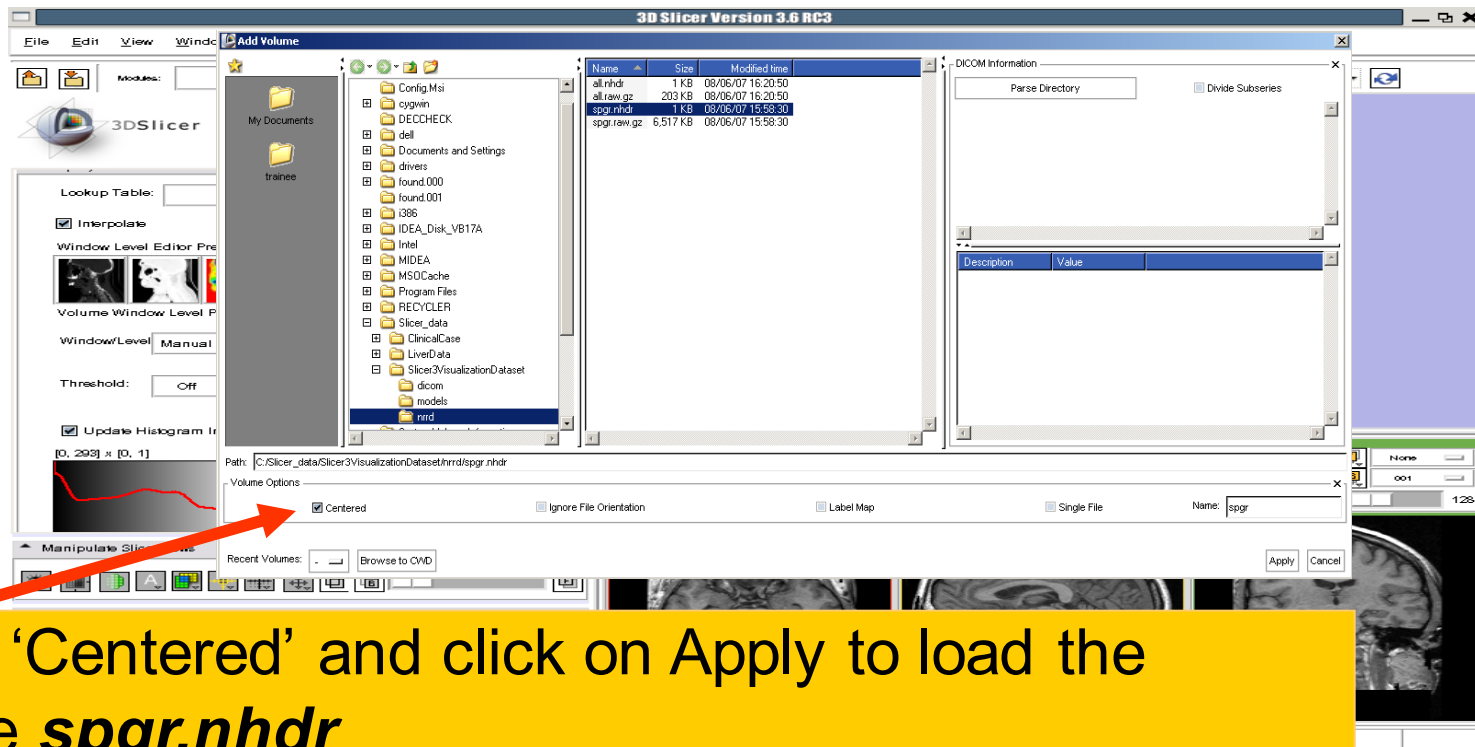 3D Slicer Version 3.6 RC3
File Edit View Windo
Add Volume
Modules:
3DSlicer
My Documents
trainee
Config.Msi
cygwin
DECCHECK
dell
Documents and Settings
drivers
found.000
found.001
i386
IDEA_Disk_VB17A
Intel
MIDEA
MSOCache
Program Files
RECYCLER
Slicer_data
ClinicalCase
LiverData
Slicer3VisualizationDataset
dicom
models
nrrd
Name Size Modified time
all.nhdr 1 KB 08/06/07 16:20:50
all.raw.gz 203 KB 08/06/07 16:20:50
spgr.nhdr 1 KB 08/06/07 15:58:30
spgr.raw.gz 6,517 KB 08/06/07 15:58:30
DICOM Information
Parse Directory Divide Subseries
Description Value
Lookup Table:
Interpolate
Window Level Editor Pre
Volume Window Level P
Window/Level Manual
Threshold: Off
Update Histogram In
[0, 293] x [0, 1]
Path: C:/Slicer_data/Slicer3VisualizationDataset/nrrd/spgr.nhdr
Volume Options
Centered Ignore File Orientation Label Map Single File Name: spgr
Recent Volumes: - Browse to CWD Apply Cancel
None
001
128
Manipulate Slice
‘Centered’ and click on Apply to load the
e spgr.nhdr